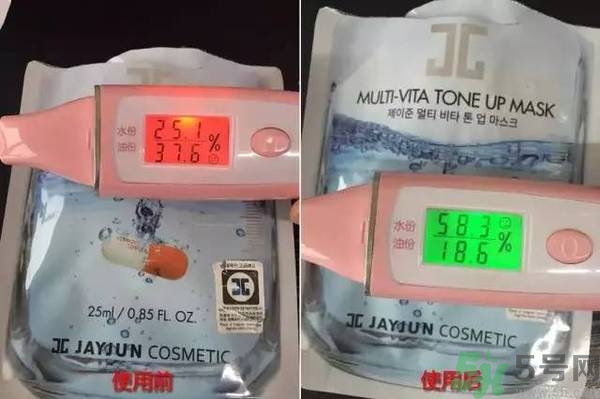 水份 25.1 %
油份 37.6
25ml / 0.85 FL. OZ.
JAYJUN COSMETIC
使用前
MULTI-VITA TONE UP MASK
제이준 멀티 비타 톤 업 마스크
水份 58.3 %
油份 18.6
JAYJUN COSMETIC
使用后
5号网